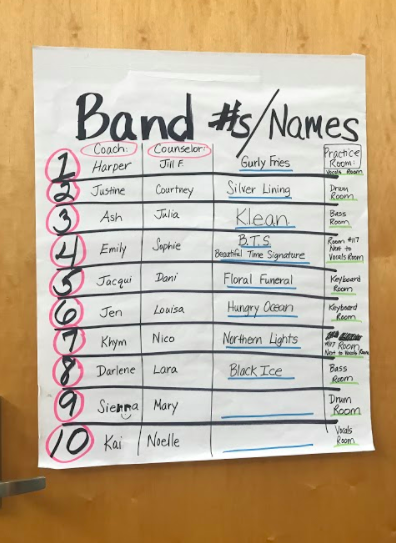 Band #s/Names
Coach: Counselor: Practice Room:
1 Harper Jill F. Gurly Fries Vocals Room
2 Justine Courtney Silver Lining Drum Room
3 Ash Julia Klean Bass Room
4 Emily Sophie B.T.S. Room #117
Beautiful Time Signature Next to Vocals Room
5 Jacqui Dani Floral Funeral Keyboard Room
6 Jen Louisa Hungry Ocean Keyboard Room
7 Khym Nico Northern Lights #117 Room Next to Vocals Room
8 Darlene Lara Black Ice Bass Room
9 Sienna Mary Drum Room
10 Kai Noelle Vocals Room